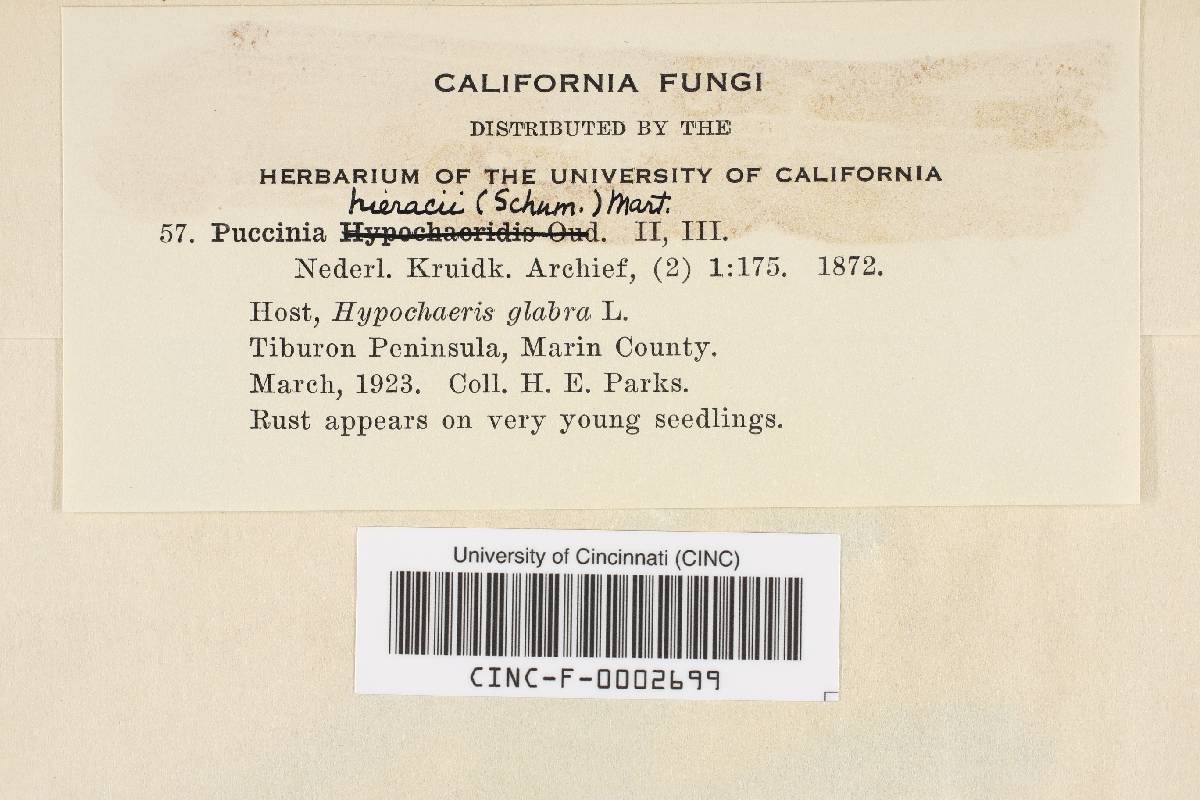 CALIFORNIA FUNGI
DISTRIBUTED BY THE
HERBARIUM OF THE UNIVERSITY OF CALIFORNIA
hieracii (Schum.) Mart.
57. Puccinia Hypochaeridis Oud. II, III.
Nederl. Kruidk. Archief, (2) 1:175. 1872.
Host, Hypochaeris glabra L.
Tiburon Peninsula, Marin County.
March, 1923. Coll. H. E. Parks.
Rust appears on very young seedlings.
University of Cincinnati (CINC)
CINC-F-0002699